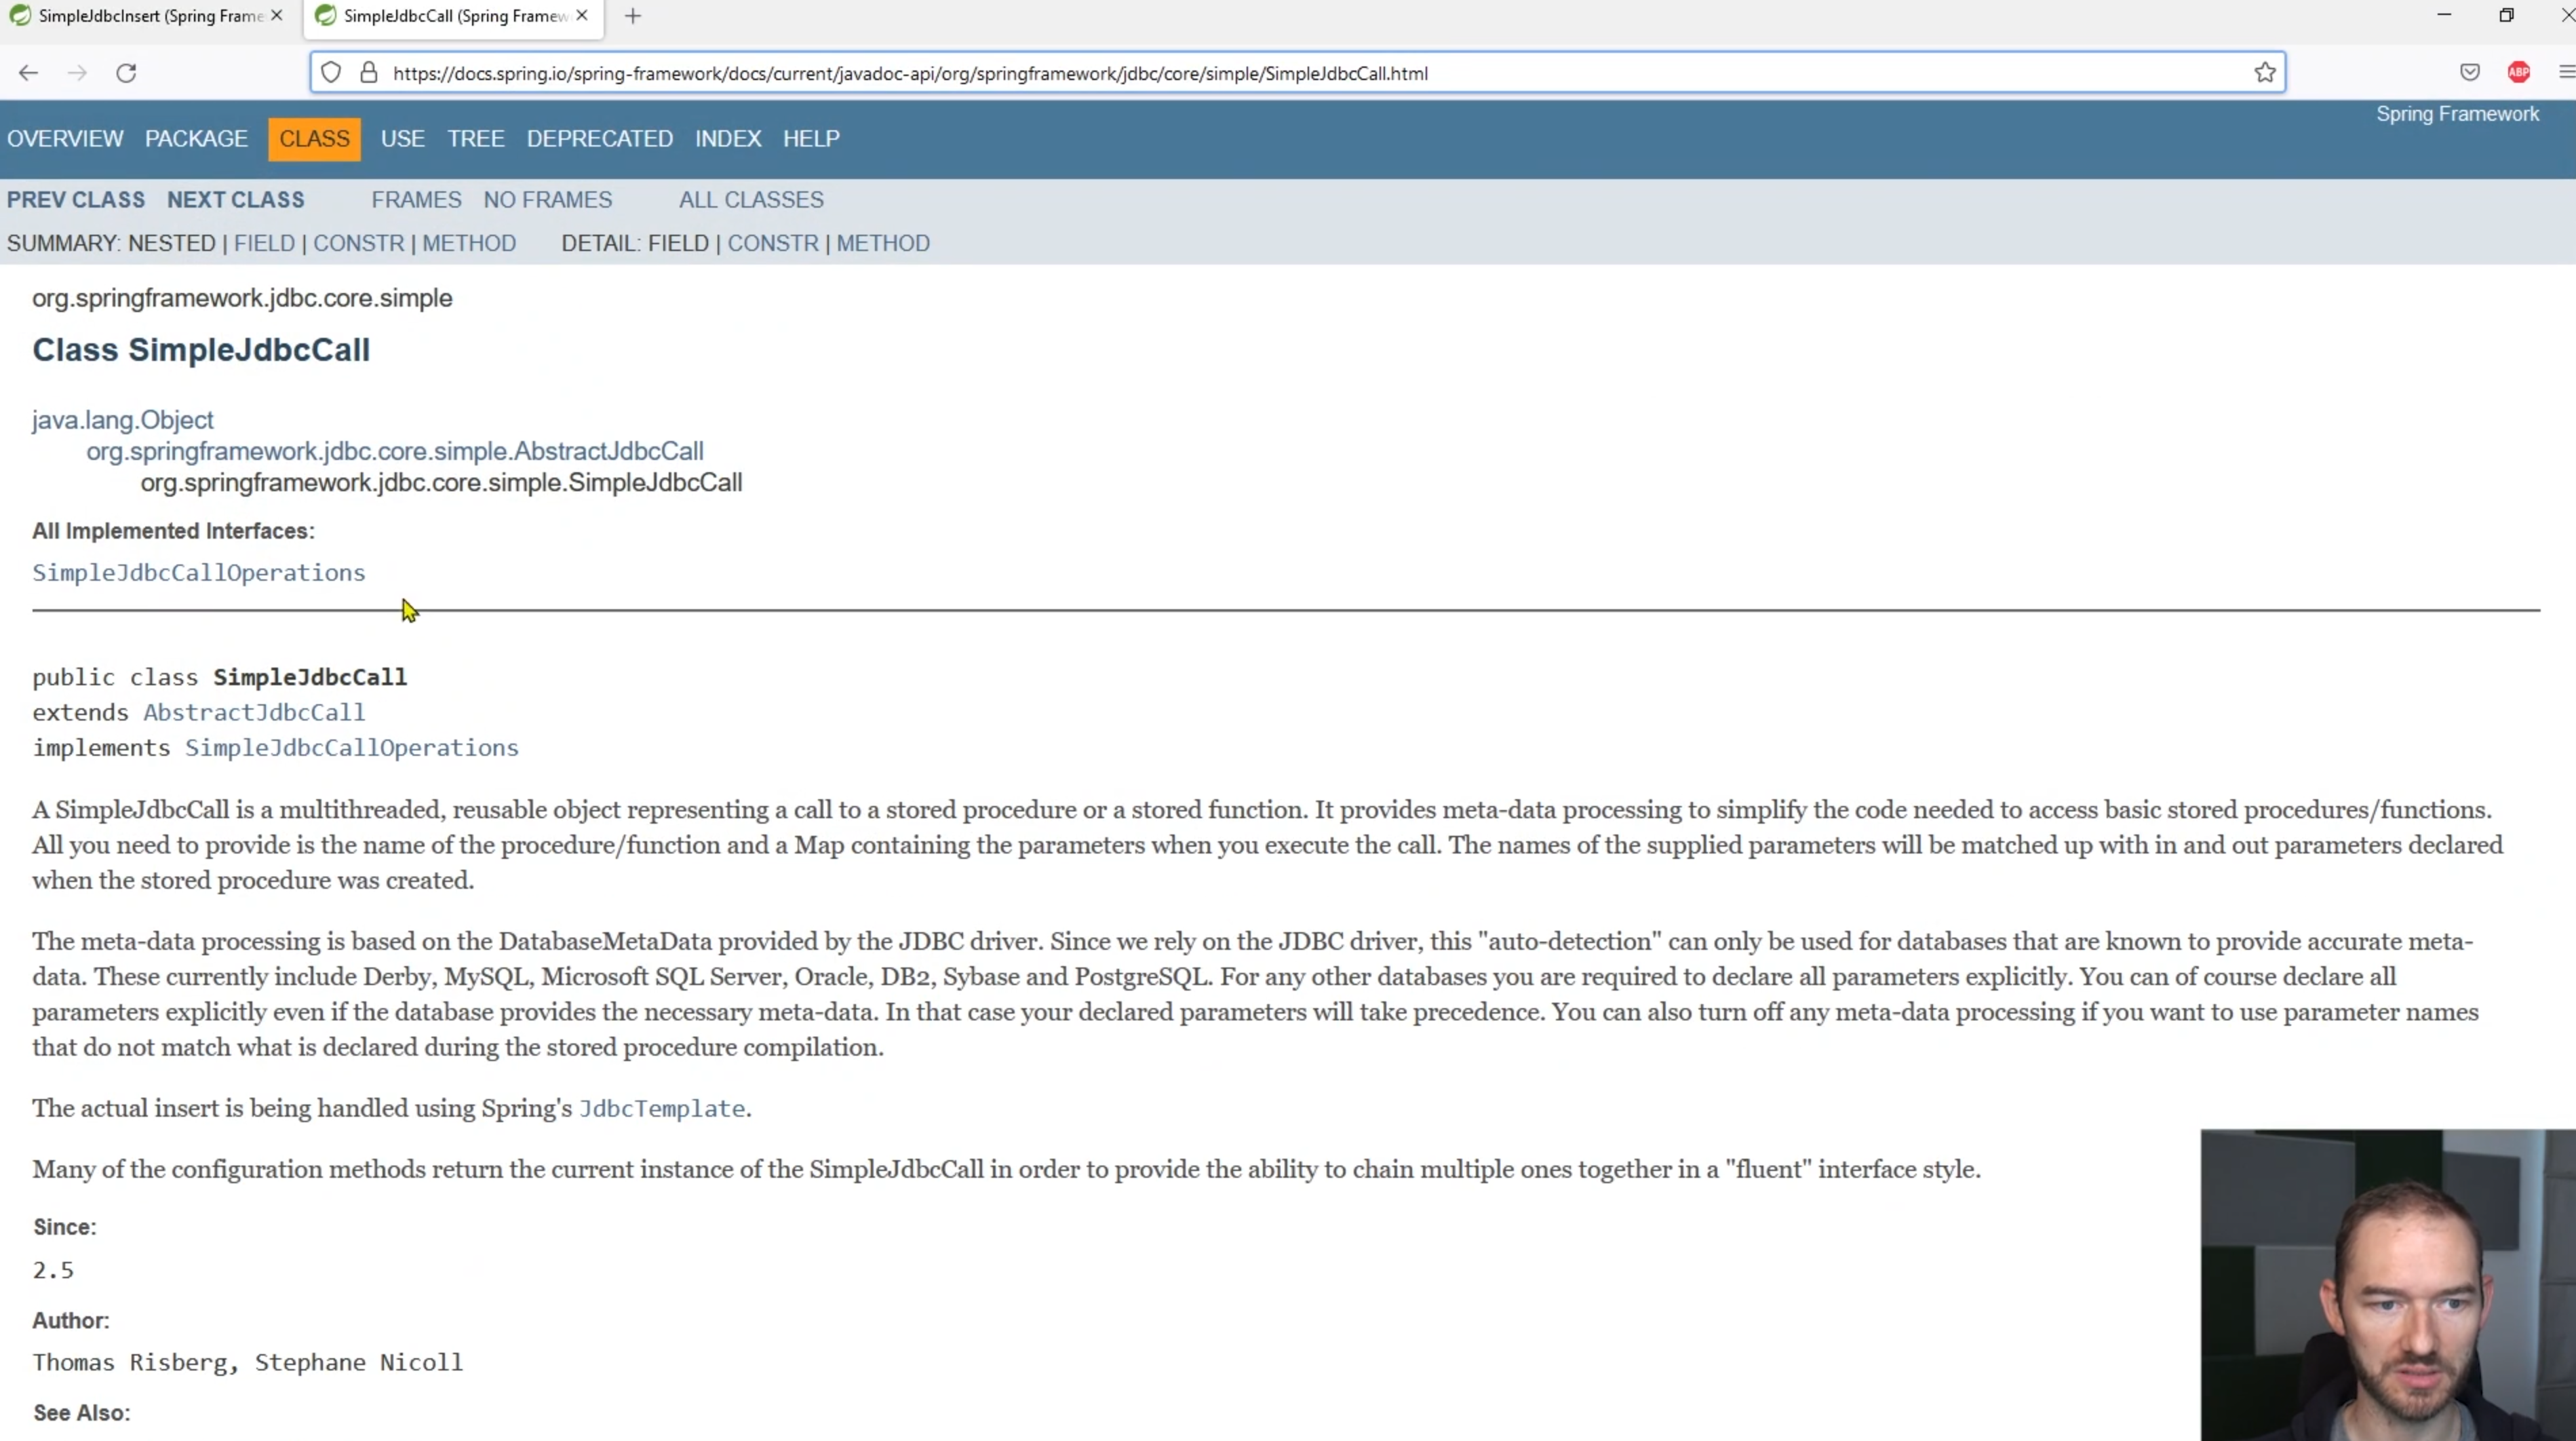 SimpleJdbcInsert (Spring Frame
SimpleJdbcCall (Spring Framew
https://docs.spring.io/spring-framework/docs/current/javadoc-api/org/springframework/jdbc/core/simple/SimpleJdbcCall.html
ABP
Spring Framework
OVERVIEW PACKAGE CLASS USE TREE DEPRECATED INDEX HELP
PREV CLASS NEXT CLASS FRAMES NO FRAMES ALL CLASSES
SUMMARY: NESTED | FIELD | CONSTR | METHOD DETAIL: FIELD | CONSTR | METHOD
org.springframework.jdbc.core.simple
Class SimpleJdbcCall
java.lang.Object
org.springframework.jdbc.core.simple.AbstractJdbcCall
org.springframework.jdbc.core.simple.SimpleJdbcCall
All Implemented Interfaces:
SimpleJdbcCallOperations
public class SimpleJdbcCall
extends AbstractJdbcCall
implements SimpleJdbcCallOperations
A SimpleJdbcCall is a multithreaded, reusable object representing a call to a stored procedure or a stored function. It provides meta-data processing to simplify the code needed to access basic stored procedures/functions.
All you need to provide is the name of the procedure/function and a Map containing the parameters when you execute the call. The names of the supplied parameters will be matched up with in and out parameters declared
when the stored procedure was created.
The meta-data processing is based on the DatabaseMetaData provided by the JDBC driver. Since we rely on the JDBC driver, this "auto-detection" can only be used for databases that are known to provide accurate meta-
data. These currently include Derby, MySQL, Microsoft SQL Server, Oracle, DB2, Sybase and PostgreSQL. For any other databases you are required to declare all parameters explicitly. You can of course declare all
parameters explicitly even if the database provides the necessary meta-data. In that case your declared parameters will take precedence. You can also turn off any meta-data processing if you want to use parameter names
that do not match what is declared during the stored procedure compilation.
The actual insert is being handled using Spring's JdbcTemplate.
Many of the configuration methods return the current instance of the SimpleJdbcCall in order to provide the ability to chain multiple ones together in a "fluent" interface style.
Since:
2.5
Author:
Thomas Risberg, Stephane Nicoll
See Also: